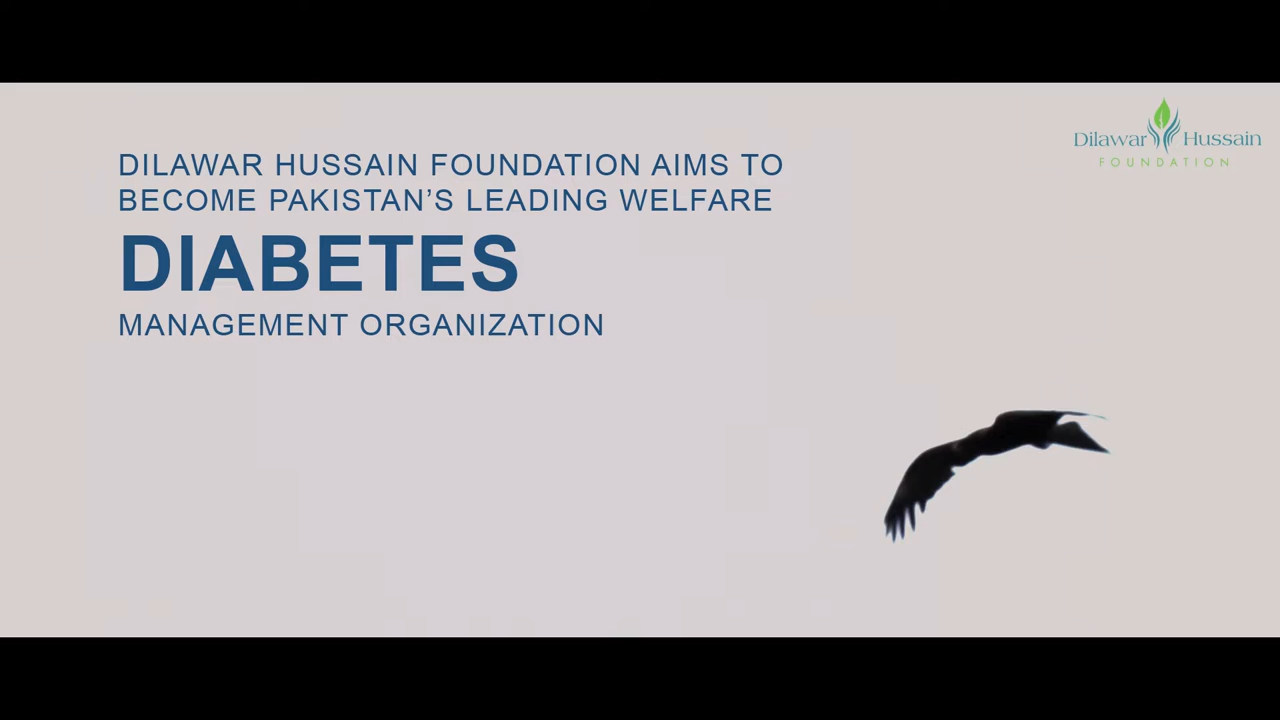 Dilawar Hussain
FOUNDATION
DILAWAR HUSSAIN FOUNDATION AIMS TO
BECOME PAKISTAN’S LEADING WELFARE
DIABETES
MANAGEMENT ORGANIZATION